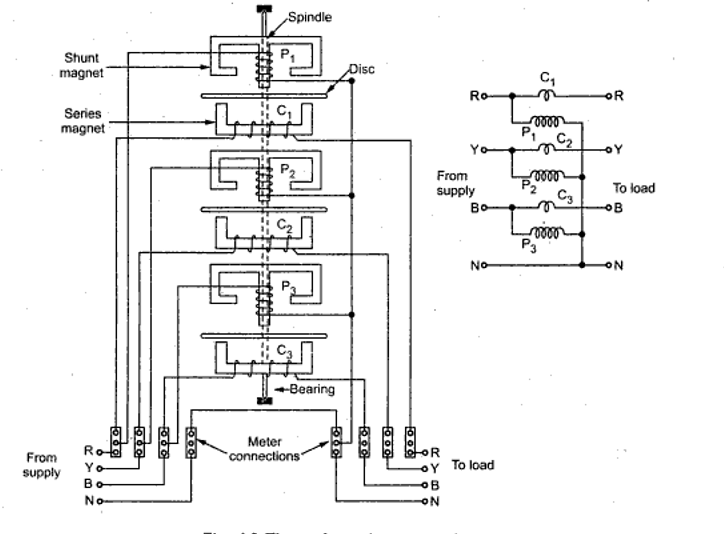 Spindle
Shunt
magnet
P1
Disc
Series
magnet
C1
P2
C2
P3
C3
Bearing
Meter
connections
From
supply
R
Y
B
N
R
Y
B
N
To load
R
C1
R
P1
C2
Y
Y
P2
From
supply
To load
C3
B
B
P3
N
N